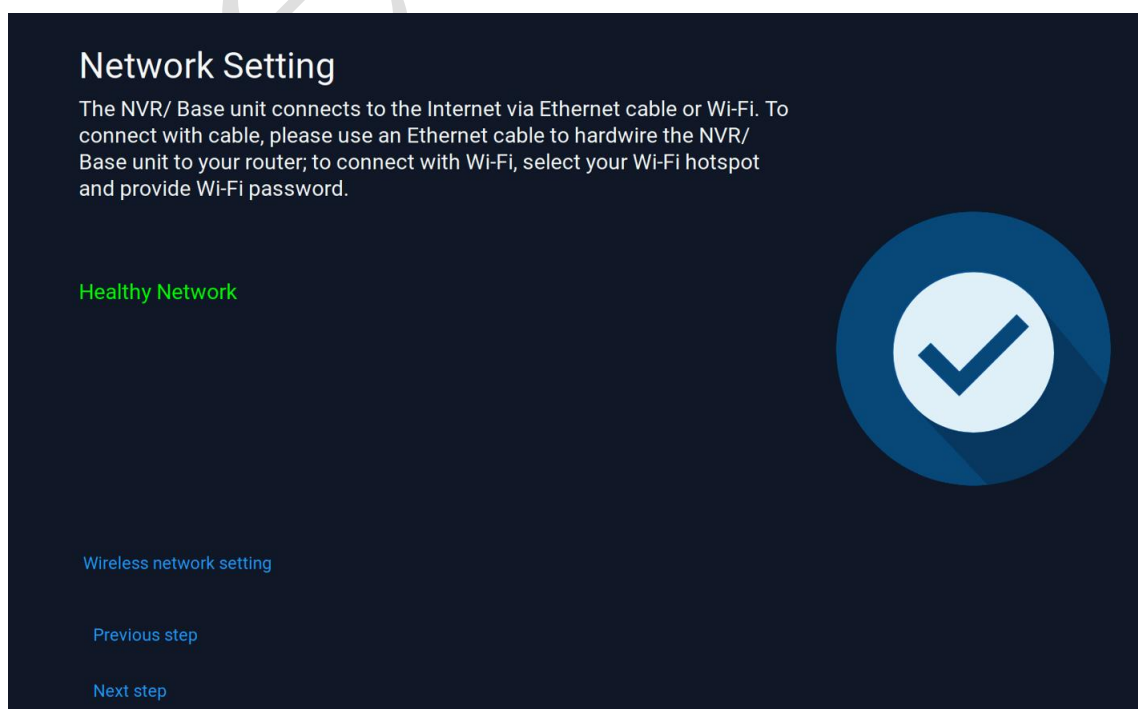 Network Setting
The NVR/ Base unit connects to the Internet via Ethernet cable or Wi-Fi. To
connect with cable, please use an Ethernet cable to hardwire the NVR/
Base unit to your router; to connect with Wi-Fi, select your Wi-Fi hotspot
and provide Wi-Fi password.
Healthy Network
Wireless network setting
Previous step
Next step